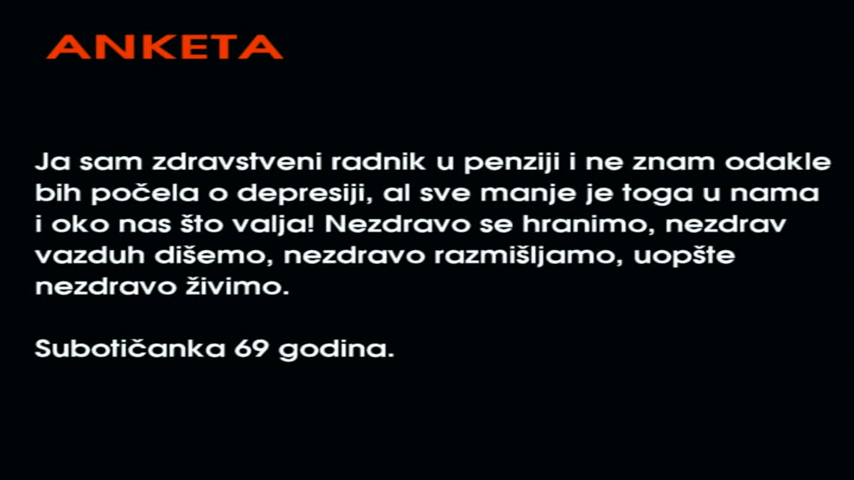 ANKETA
Ja sam zdravstveni radnik u penziji i ne znam odakle
bih počela o depresiji, al sve manje je toga u nama
i oko nas što valja! Nezdravo se hranimo, nezdrav
vazduh dišemo, nezdravo razmišljamo, uopšte
nezdravo živimo.
Subotičanka 69 godina.